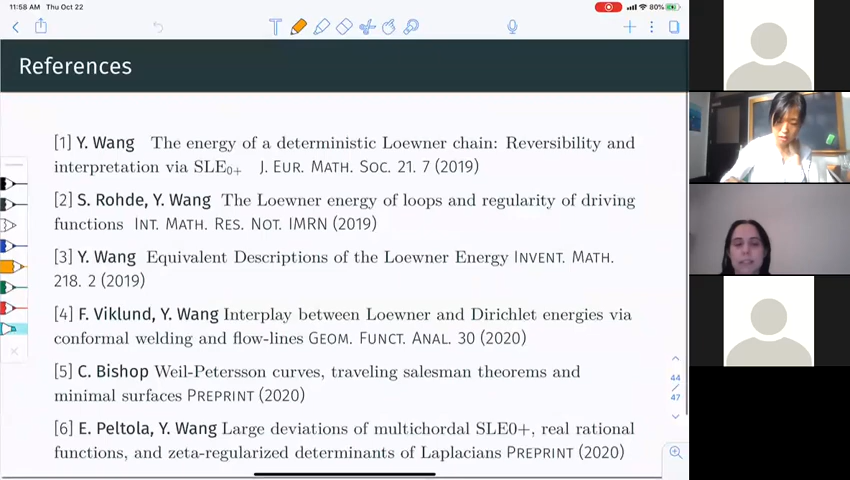 11:58 AM Thu Oct 22
80%
References
[1] Y. Wang The energy of a deterministic Loewner chain: Reversibility and
interpretation via SLE0+ J. Eur. Math. Soc. 21. 7 (2019)
[2] S. Rohde, Y. Wang The Loewner energy of loops and regularity of driving
functions Int. Math. Res. Not. IMRN (2019)
[3] Y. Wang Equivalent Descriptions of the Loewner Energy Invent. Math.
218. 2 (2019)
[4] F. Viklund, Y. Wang Interplay between Loewner and Dirichlet energies via
conformal welding and flow-lines Geom. Funct. Anal. 30 (2020)
[5] C. Bishop Weil-Petersson curves, traveling salesman theorems and
minimal surfaces Preprint (2020)
[6] E. Peltola, Y. Wang Large deviations of multichordal SLE0+, real rational
functions, and zeta-regularized determinants of Laplacians Preprint (2020)
44
/
47